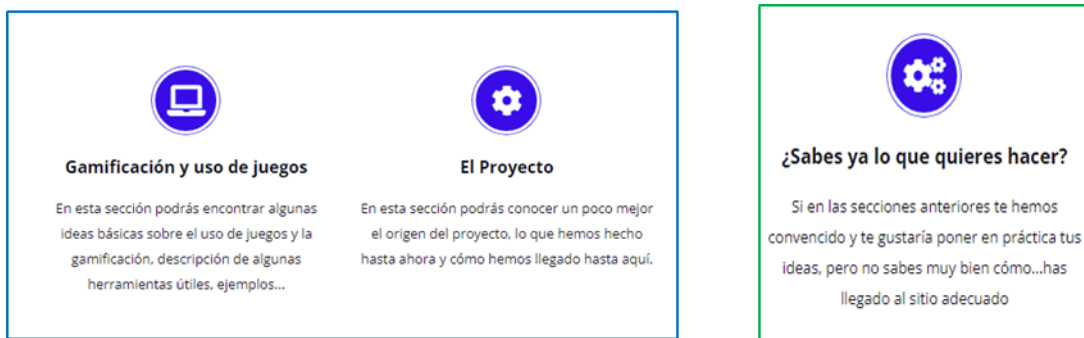 Gamificación y uso de juegos
En esta sección podrás encontrar algunas
ideas básicas sobre el uso de juegos y la
gamificación, descripción de algunas
herramientas útiles, ejemplos...
El Proyecto
En esta sección podrás conocer un poco mejor
el origen del proyecto, lo que hemos hecho
hasta ahora y cómo hemos llegado hasta aquí.
¿Sabes ya lo que quieres hacer?
Si en las secciones anteriores te hemos
convencido y te gustaría poner en práctica tus
ideas, pero no sabes muy bien cómo...has
llegado al sitio adecuado